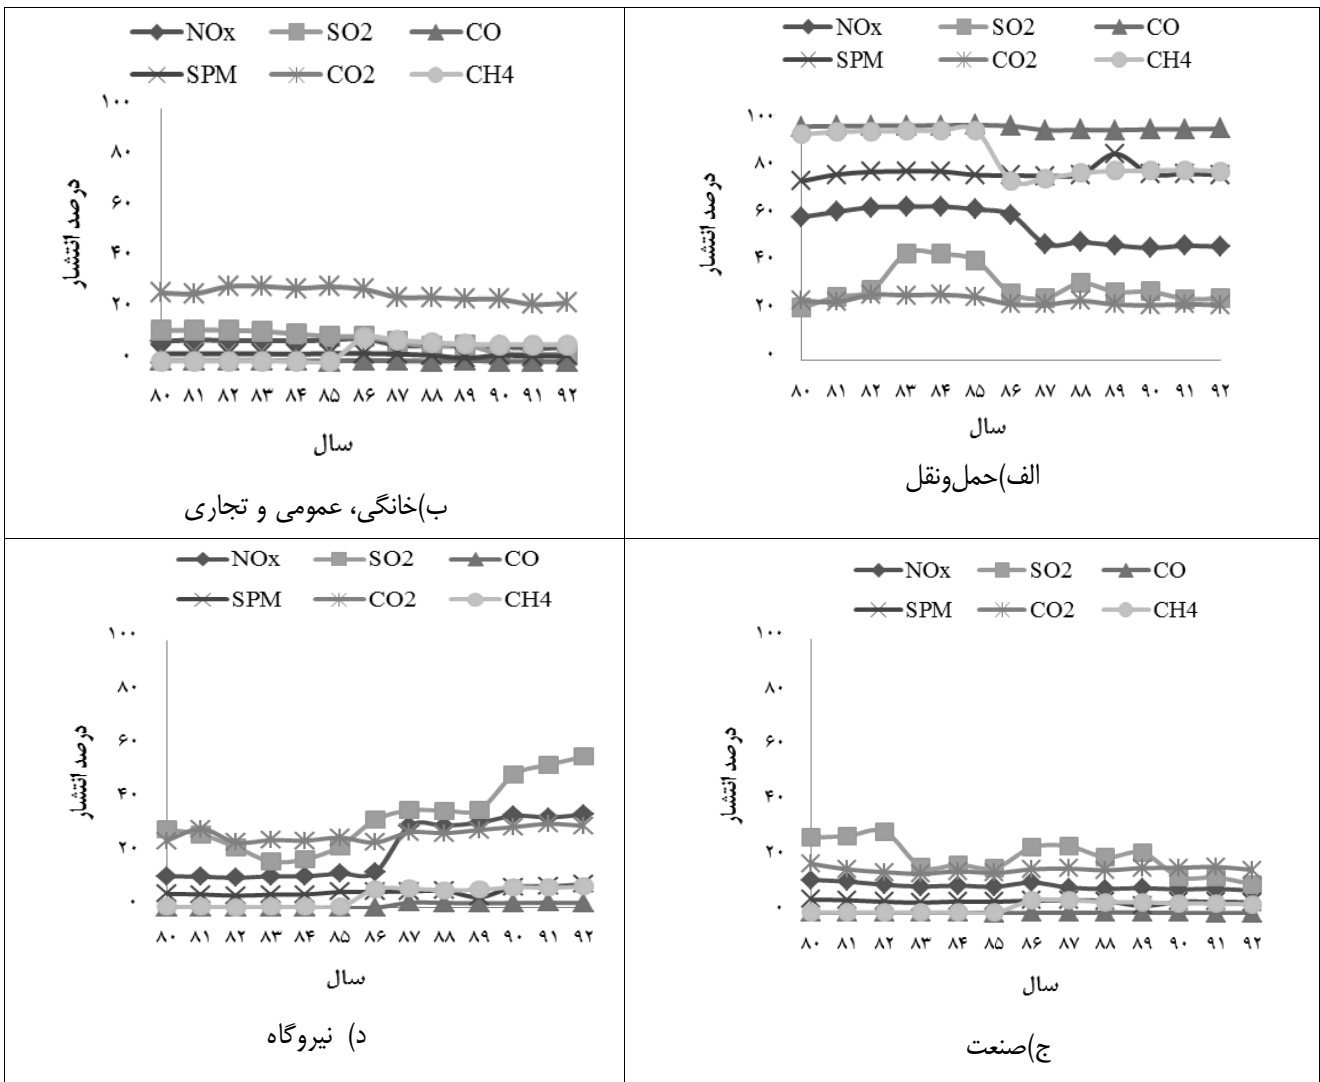 NOx SO2 CO
SPM CO2 CH4
۱۰۰
۸۰
۶۰
۴۰
۲۰
۰
درصد انتشار
۸۰ ۸۱ ۸۲ ۸۳ ۸۴ ۸۵ ۸۶ ۸۷ ۸۸ ۸۹ ۹۰ ۹۱ ۹۲
سال
الف)حمل‌ونقل
NOx SO2 CO
SPM CO2 CH4
۱۰۰
۸۰
۶۰
۴۰
۲۰
۰
درصد انتشار
۸۰ ۸۱ ۸۲ ۸۳ ۸۴ ۸۵ ۸۶ ۸۷ ۸۸ ۸۹ ۹۰ ۹۱ ۹۲
سال
ب)خانگی، عمومی و تجاری
NOx SO2 CO
SPM CO2 CH4
۱۰۰
۸۰
۶۰
۴۰
۲۰
۰
درصد انتشار
۸۰ ۸۱ ۸۲ ۸۳ ۸۴ ۸۵ ۸۶ ۸۷ ۸۸ ۸۹ ۹۰ ۹۱ ۹۲
سال
ج)صنعت
NOx SO2 CO
SPM CO2 CH4
۱۰۰
۸۰
۶۰
۴۰
۲۰
۰
درصد انتشار
۸۰ ۸۱ ۸۲ ۸۳ ۸۴ ۸۵ ۸۶ ۸۷ ۸۸ ۸۹ ۹۰ ۹۱ ۹۲
سال
د) نیروگاه